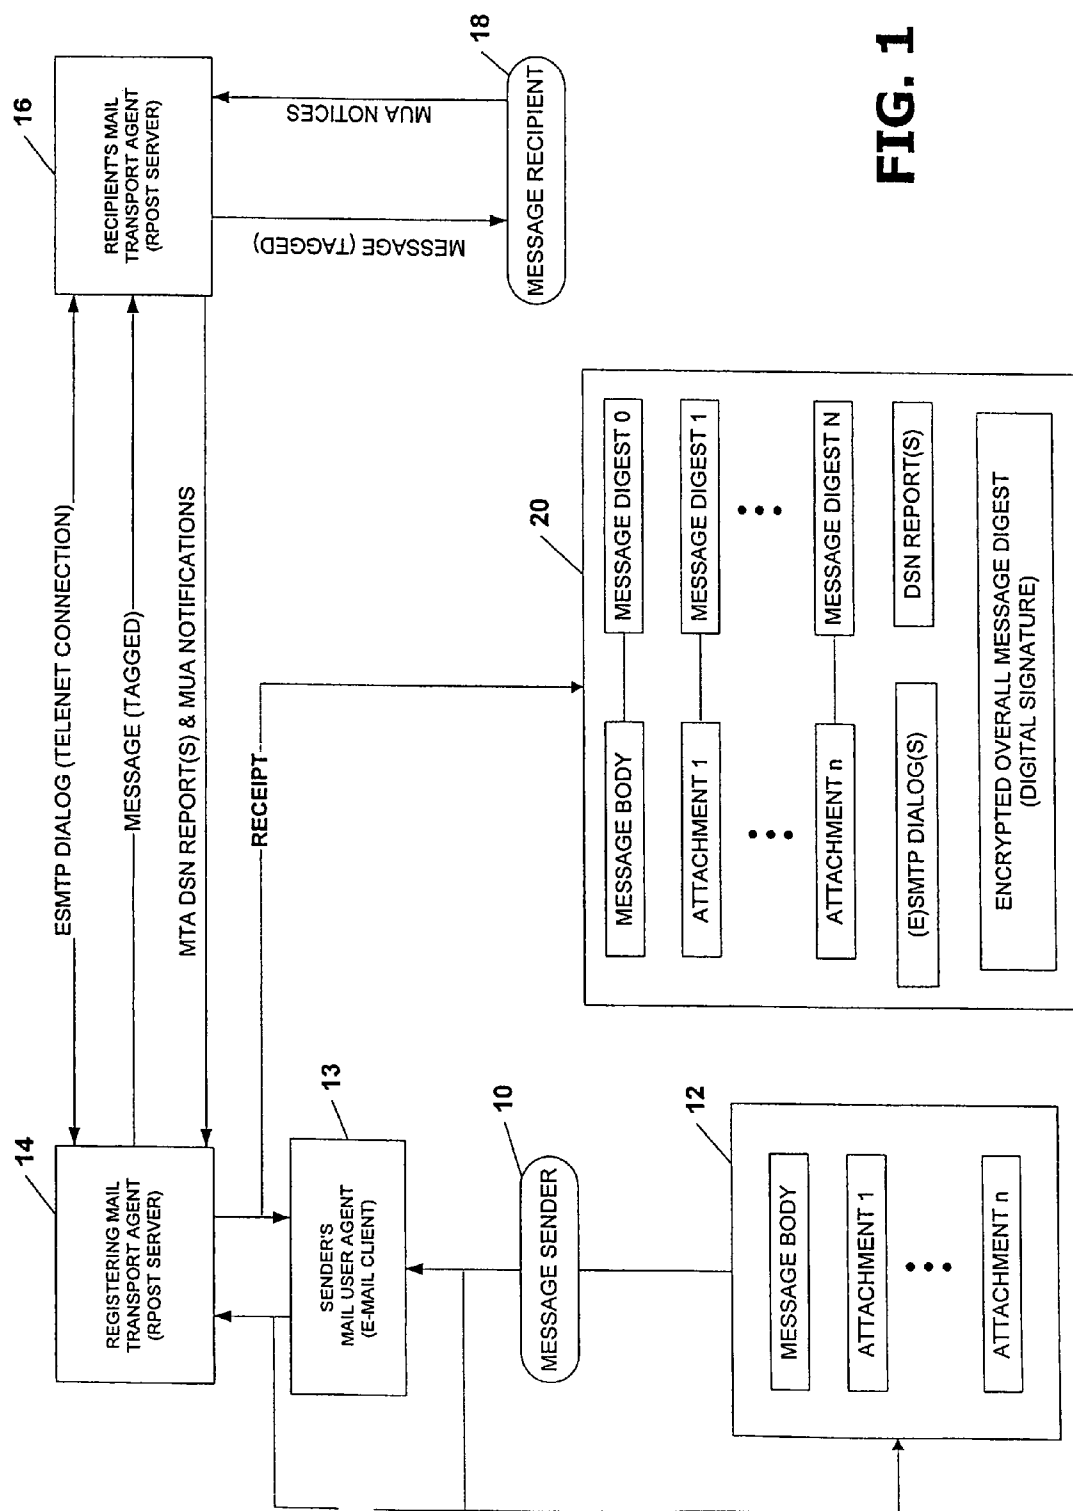 14
REGISTERING MAIL
TRANSPORT AGENT
(RPOST SERVER)
ESMTP DIALOG (TELENET CONNECTION)
MESSAGE (TAGGED)
MTA DSN REPORT(S) & MUA NOTIFICATIONS
16
RECIPIENT'S MAIL
TRANSPORT AGENT
(RPOST SERVER)
RECEIPT
MESSAGE (TAGGED)
MUA NOTICES
13
SENDER'S
MAIL USER AGENT
(E-MAIL CLIENT)
10
MESSAGE SENDER
18
MESSAGE RECIPIENT
12
MESSAGE BODY
ATTACHMENT 1
•••
ATTACHMENT n
20
MESSAGE BODY
MESSAGE DIGEST 0
ATTACHMENT 1
MESSAGE DIGEST 1
•••
•••
ATTACHMENT n
MESSAGE DIGEST N
(E)SMTP DIALOG(S)
DSN REPORT(S)
ENCRYPTED OVERALL MESSAGE DIGEST
(DIGITAL SIGNATURE)
FIG. 1